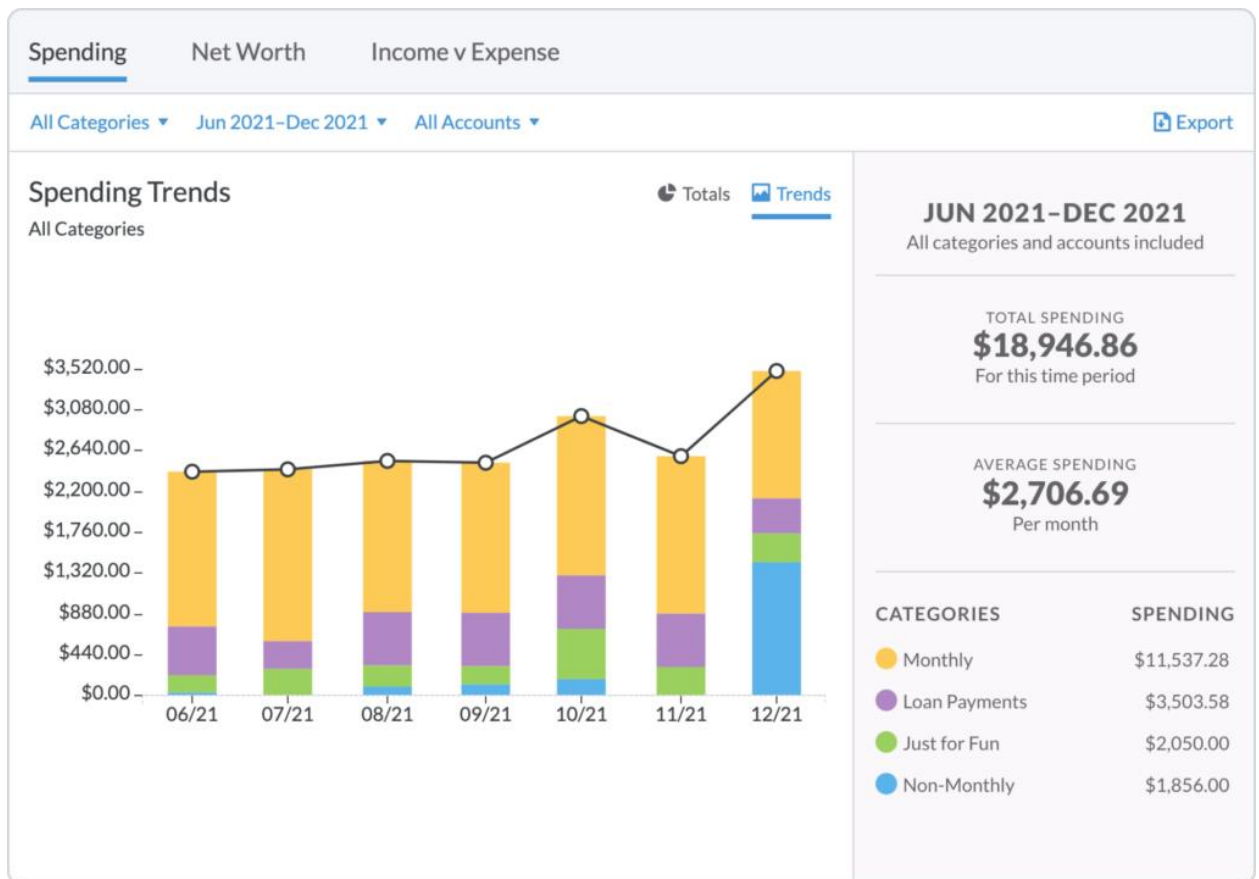 Spending Net Worth Income v Expense
All Categories Jun 2021–Dec 2021 All Accounts Export
Spending Trends
All Categories
Totals Trends
$3,520.00
$3,080.00
$2,640.00
$2,200.00
$1,760.00
$1,320.00
$880.00
$440.00
$0.00
06/21 07/21 08/21 09/21 10/21 11/21 12/21
JUN 2021–DEC 2021
All categories and accounts included
TOTAL SPENDING
$18,946.86
For this time period
AVERAGE SPENDING
$2,706.69
Per month
CATEGORIES SPENDING
Monthly $11,537.28
Loan Payments $3,503.58
Just for Fun $2,050.00
Non-Monthly $1,856.00